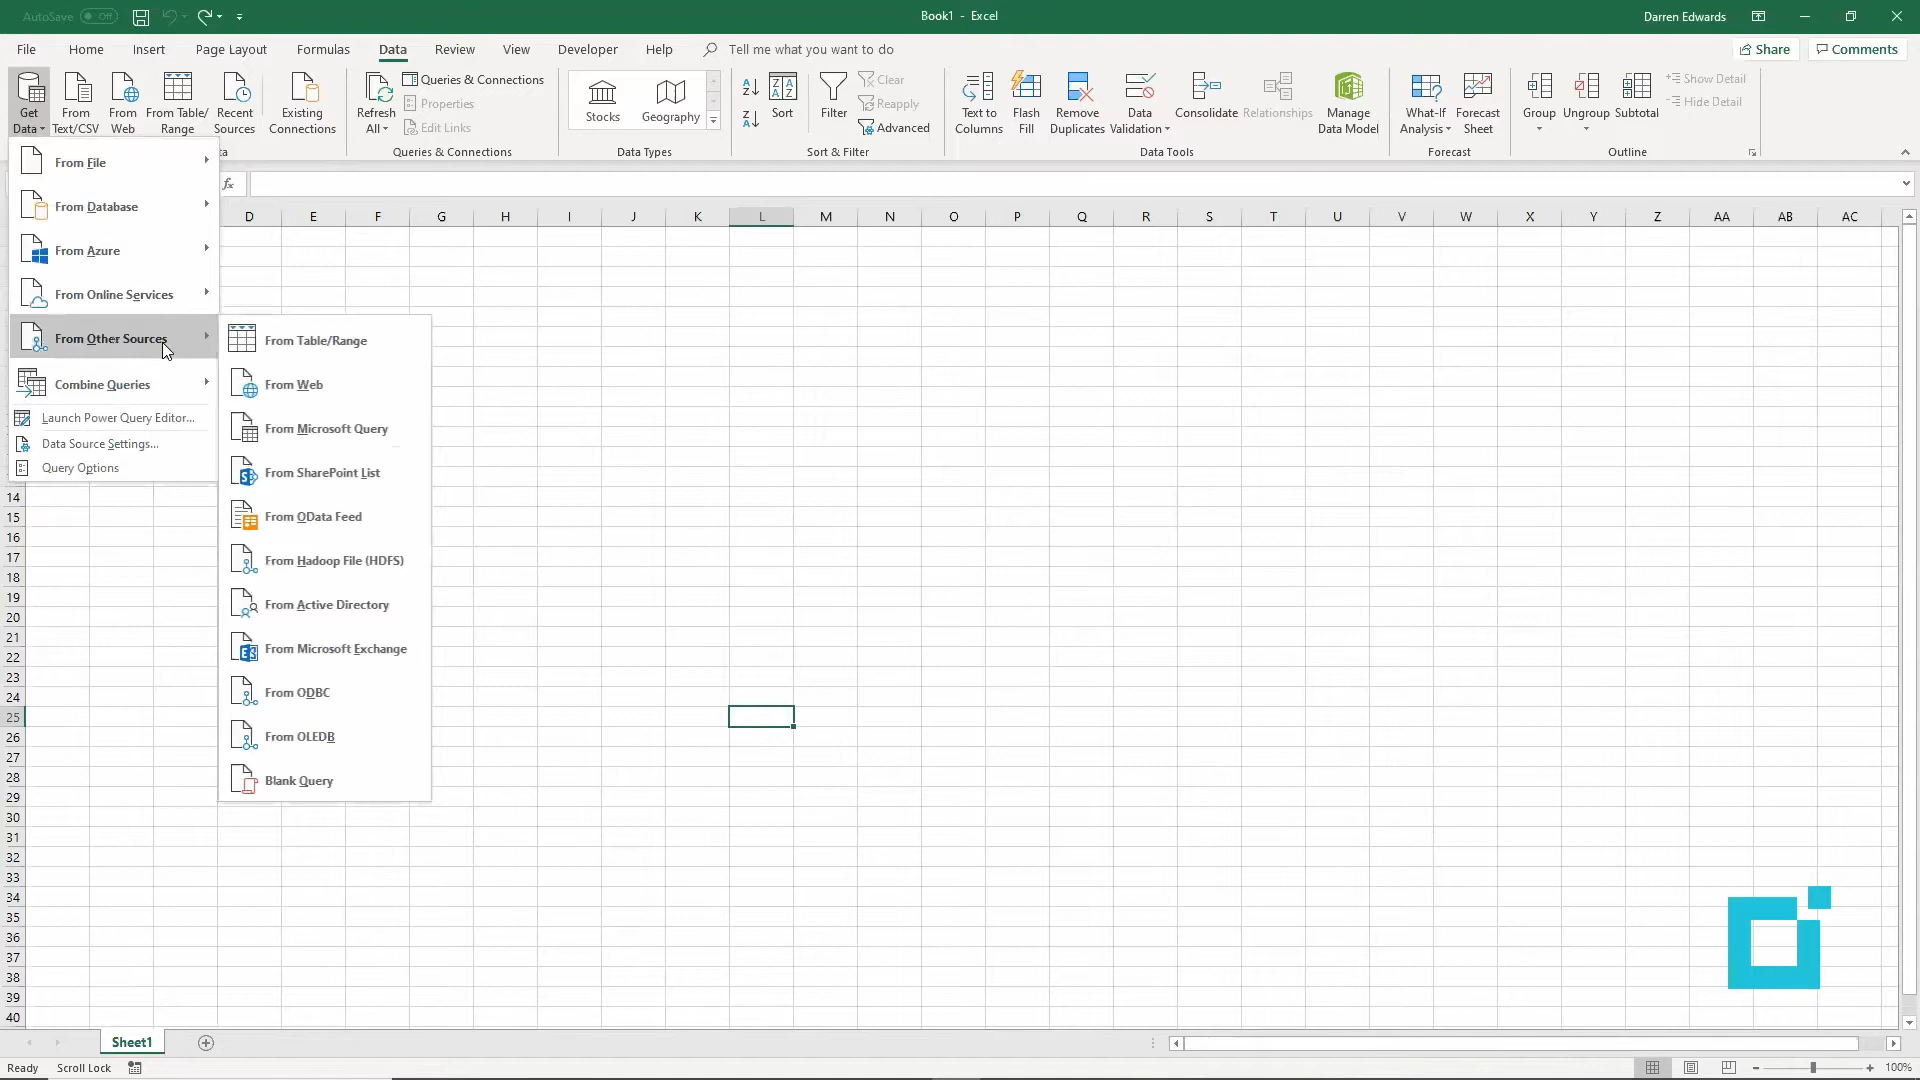 AutoSave Off
Book1 - Excel
Darren Edwards
File Home Insert Page Layout Formulas Data Review View Developer Help Tell me what you want to do
Share Comments
Get Data
From Text/CSV
From Web
From Table/ Range
Recent Sources
Existing Connections
Refresh All
Queries & Connections
Properties
Edit Links
Stocks
Geography
Sort
Filter
Clear
Reapply
Advanced
Text to Columns
Flash Fill
Remove Duplicates
Data Validation
Consolidate
Relationships
Manage Data Model
What-If Analysis
Forecast Sheet
Group
Ungroup
Subtotal
Show Detail
Hide Detail
ta
Queries & Connections
Data Types
Sort & Filter
Data Tools
Forecast
Outline
fx
D E F G H I J K L M N O P Q R S T U V W X Y Z AA AB AC
From File
From Database
From Azure
From Online Services
From Other Sources
Combine Queries
Launch Power Query Editor...
Data Source Settings...
Query Options
From Table/Range
From Web
From Microsoft Query
From SharePoint List
From OData Feed
From Hadoop File (HDFS)
From Active Directory
From Microsoft Exchange
From ODBC
From OLEDB
Blank Query
14
15
16
17
18
19
20
21
22
23
24
25
26
27
28
29
30
31
32
33
34
35
36
37
38
39
40
Sheet1
Ready Scroll Lock
100%